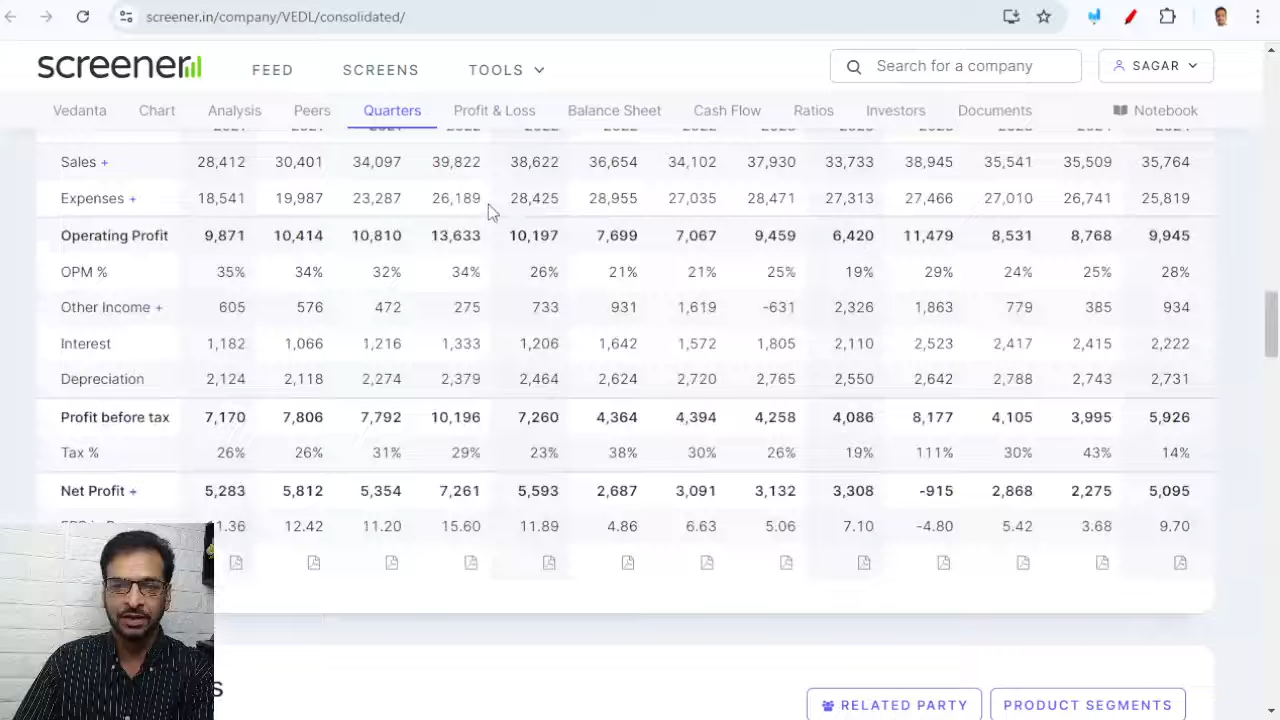 screener.in/company/VEDL/consolidated/
screener FEED SCREENS TOOLS Search for a company SAGAR
Vedanta Chart Analysis Peers Quarters Profit & Loss Balance Sheet Cash Flow Ratios Investors Documents Notebook
Sales + 28,412 30,401 34,097 39,822 38,622 36,654 34,102 37,930 33,733 38,945 35,541 35,509 35,764
Expenses + 18,541 19,987 23,287 26,189 28,425 28,955 27,035 28,471 27,313 27,466 27,010 26,741 25,819
Operating Profit 9,871 10,414 10,810 13,633 10,197 7,699 7,067 9,459 6,420 11,479 8,531 8,768 9,945
OPM % 35% 34% 32% 34% 26% 21% 21% 25% 19% 29% 24% 25% 28%
Other Income + 605 576 472 275 733 931 1,619 -631 2,326 1,863 779 385 934
Interest 1,182 1,066 1,216 1,333 1,206 1,642 1,572 1,805 2,110 2,523 2,417 2,415 2,222
Depreciation 2,124 2,118 2,274 2,379 2,464 2,624 2,720 2,765 2,550 2,642 2,788 2,743 2,731
Profit before tax 7,170 7,806 7,792 10,196 7,260 4,364 4,394 4,258 4,086 8,177 4,105 3,995 5,926
Tax % 26% 26% 31% 29% 23% 38% 30% 26% 19% 111% 30% 43% 14%
Net Profit + 5,283 5,812 5,354 7,261 5,593 2,687 3,091 3,132 3,308 -915 2,868 2,275 5,095
12.42 11.20 15.60 11.89 4.86 6.63 5.06 7.10 -4.80 5.42 3.68 9.70
RELATED PARTY PRODUCT SEGMENTS